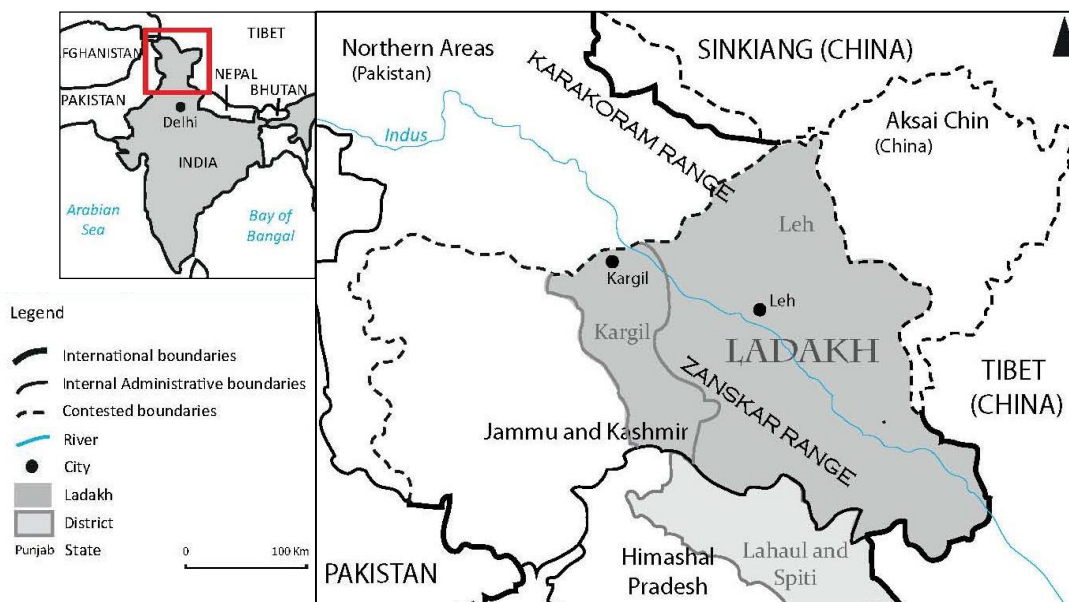 AFGHANISTAN
TIBET
PAKISTAN
NEPAL
BHUTAN
Delhi
INDIA
Arabian
Sea
Bay of
Bangal
Legend
International boundaries
Internal Administrative boundaries
Contested boundaries
River
City
Ladakh
District
Punjab State
0 100 Km
Northern Areas
(Pakistan)
SINKIANG (CHINA)
KARAKORAM RANGE
Indus
Aksai Chin
(China)
Leh
Kargil
Leh
Kargil
LADAKH
ZANSKAR RANGE
TIBET
(CHINA)
Jammu and Kashmir
PAKISTAN
Himashal
Pradesh
Lahaul and
Spiti